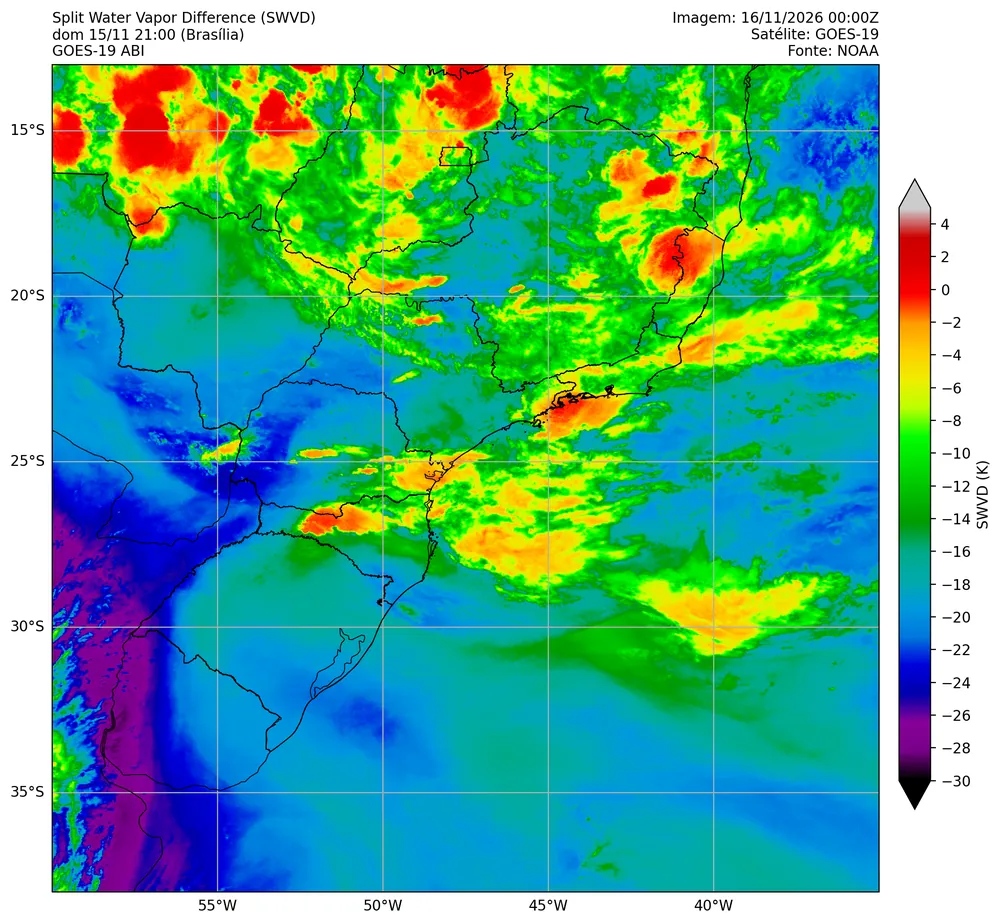 Split Water Vapor Difference (SWVD)
dom 15/11 21:00 (Brasília)
GOES-19 ABI
Imagem: 16/11/2026 00:00Z
Satélite: GOES-19
Fonte: NOAA
15°S
20°S
25°S
30°S
35°S
55°W
50°W
45°W
40°W
4
2
0
−2
−4
−6
−8
−10
−12
−14
−16
−18
−20
−22
−24
−26
−28
−30
SWVD (K)